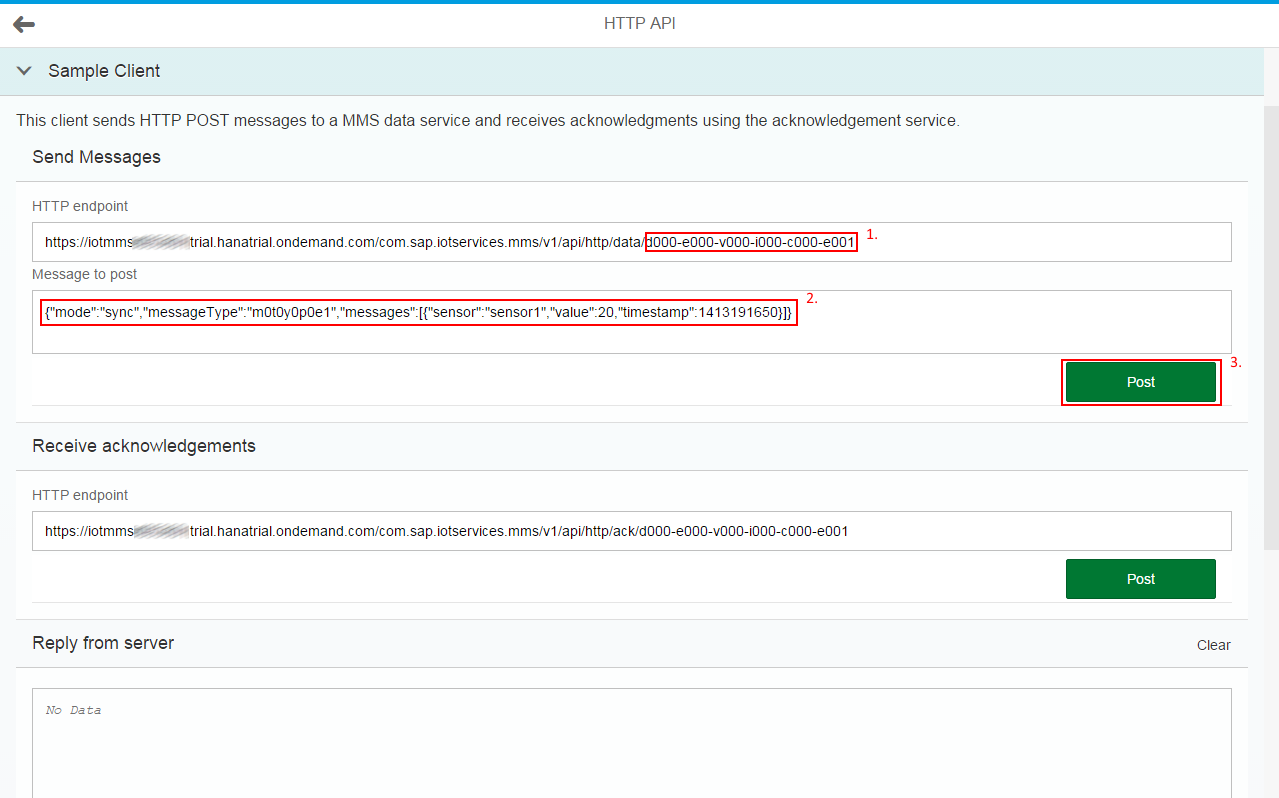 HTTP API
Sample Client
This client sends HTTP POST messages to a MMS data service and receives acknowledgments using the acknowledgement service.
Send Messages
HTTP endpoint
https://iotmms trial.hanatrial.ondemand.com/com.sap.iotservices.mms/v1/api/http/data/d000-e000-v000-i000-c000-e001 1.
Message to post
{"mode":"sync","messageType":"m0t0y0p0e1","messages":[{"sensor":"sensor1","value":20,"timestamp":1413191650}]} 2.
Post 3.
Receive acknowledgements
HTTP endpoint
https://iotmms trial.hanatrial.ondemand.com/com.sap.iotservices.mms/v1/api/http/ack/d000-e000-v000-i000-c000-e001
Post
Reply from server Clear
No Data